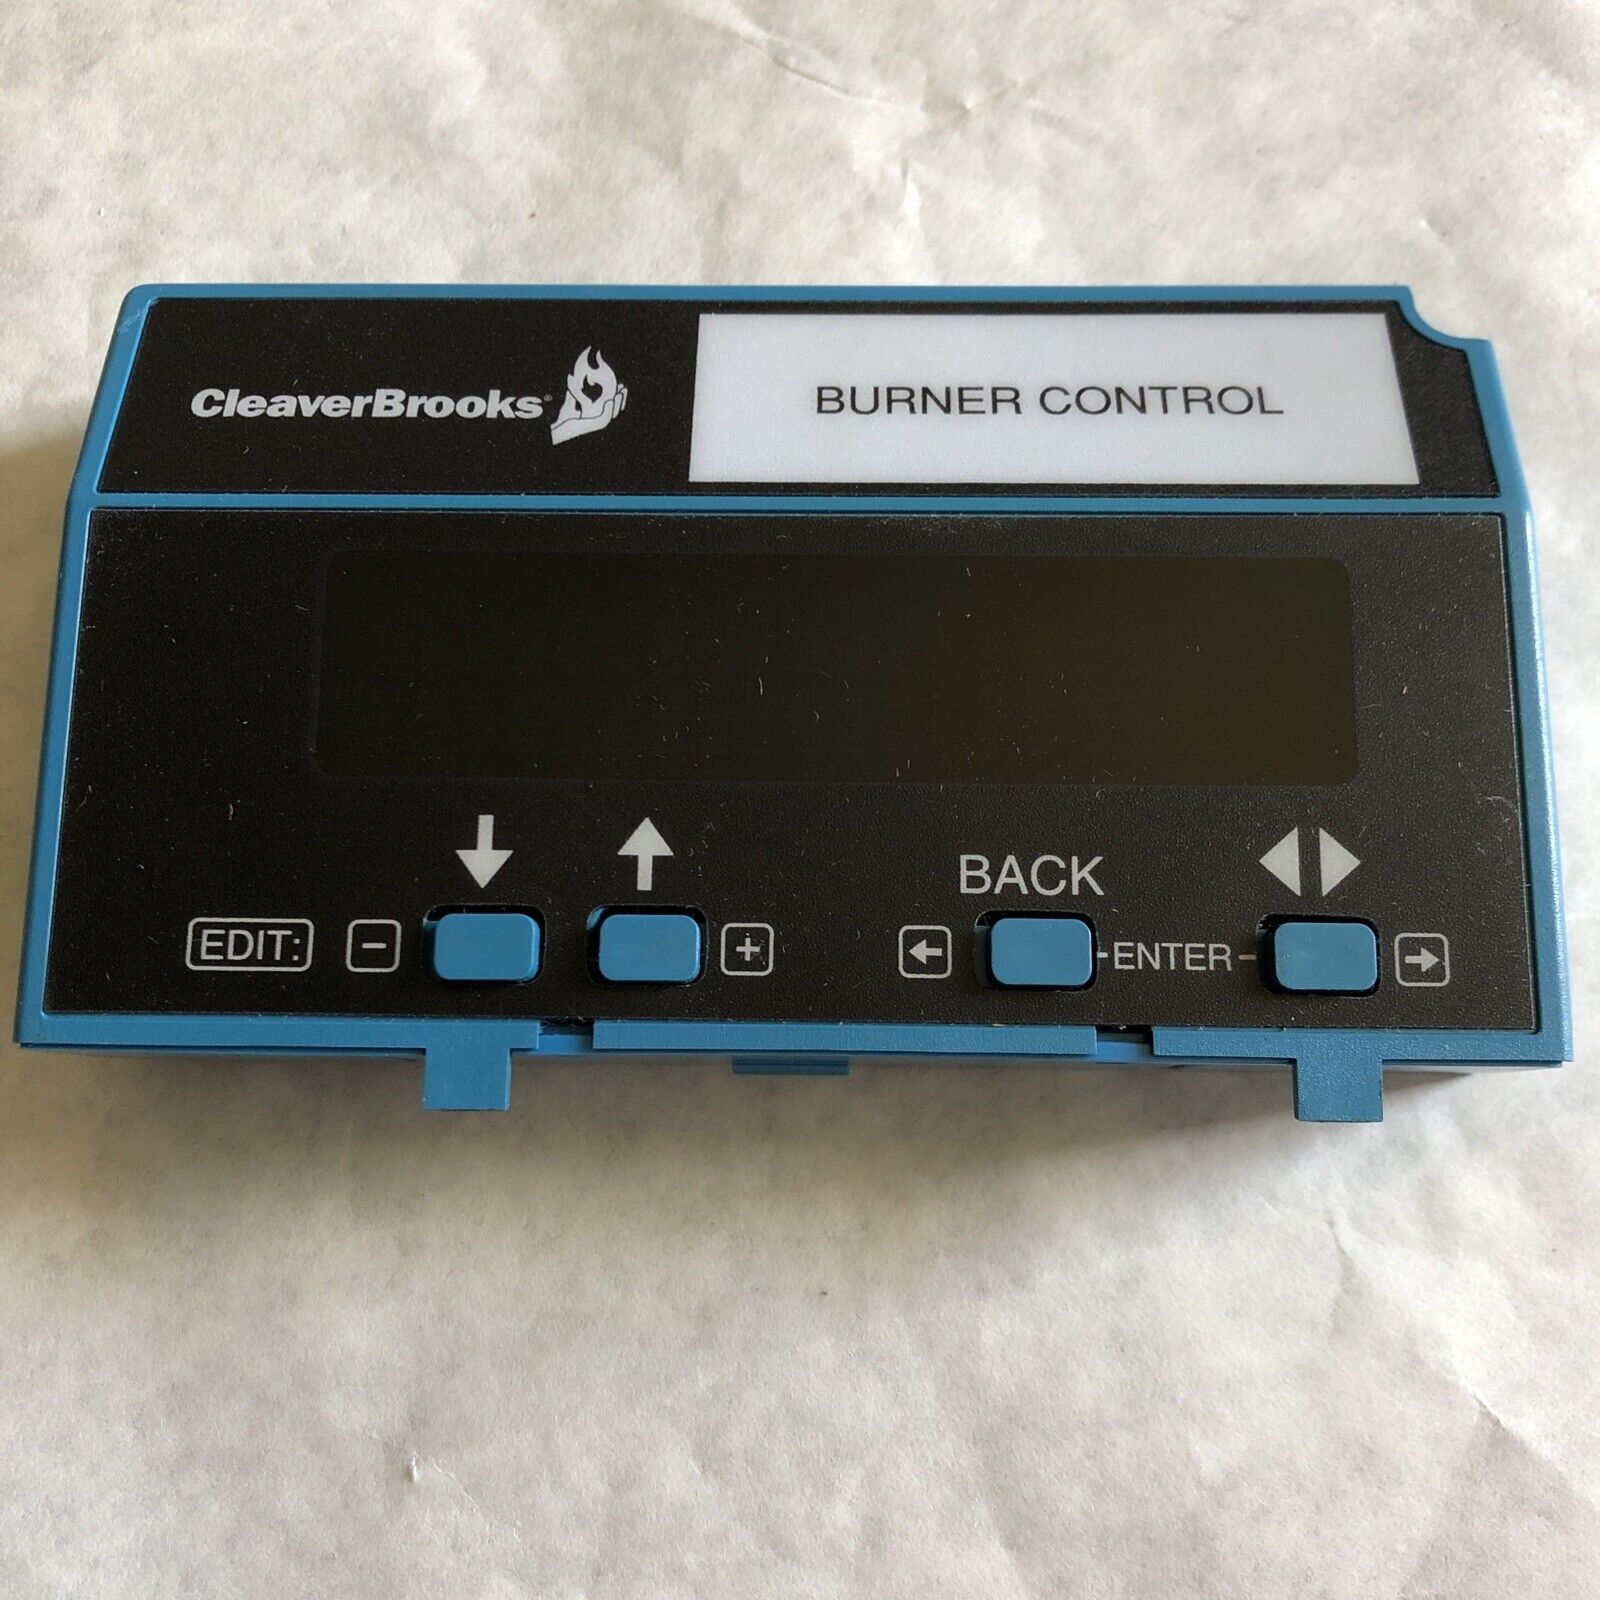 CleaverBrooks®
BURNER CONTROL
BACK
EDIT: - + ENTER